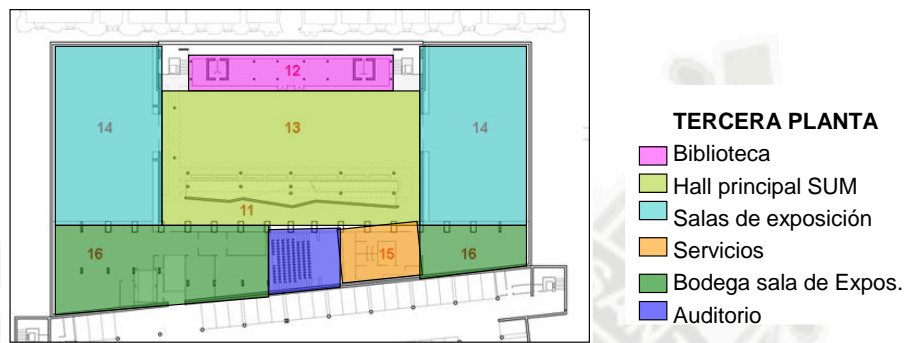 12
14
13
14
11
16
15
16
TERCERA PLANTA
Biblioteca
Hall principal SUM
Salas de exposición
Servicios
Bodega sala de Expos.
Auditorio